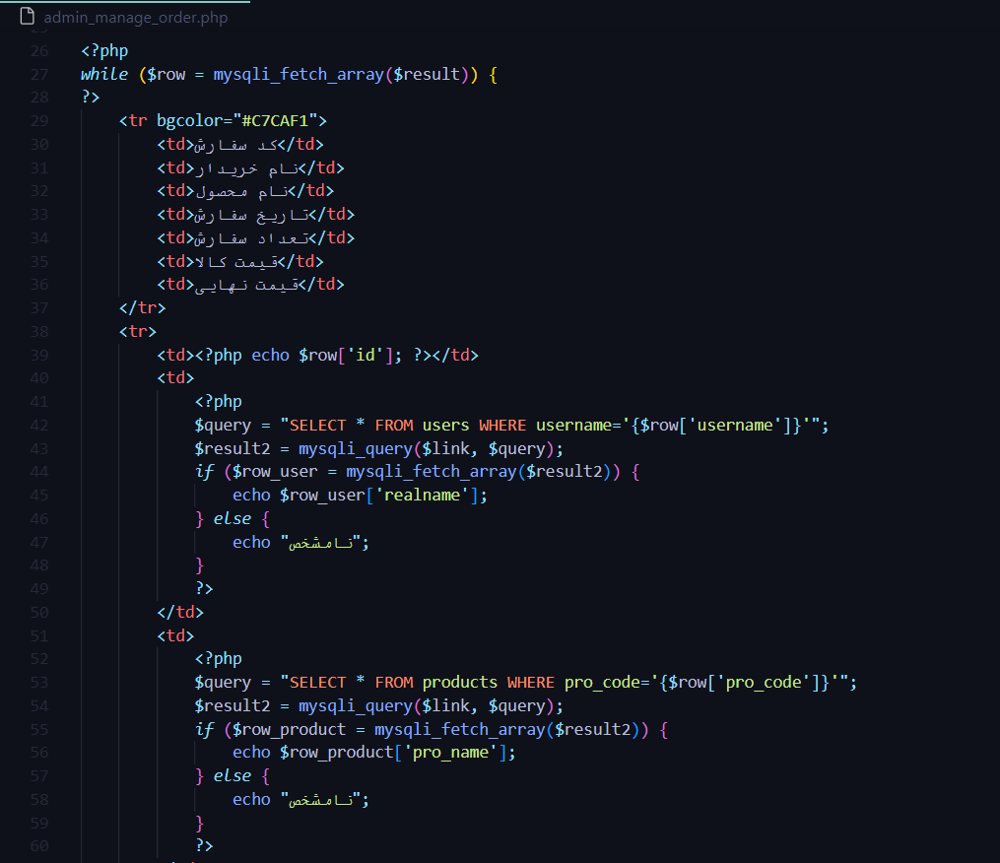 admin_manage_order.php
26 <?php
27 while ($row = mysqli_fetch_array($result)) {
28 ?>
29 <tr bgcolor="#C7CAF1">
30 <td>کد سفارش</td>
31 <td>نام خریدار</td>
32 <td>نام محصول</td>
33 <td>تاریخ سفارش</td>
34 <td>تعداد سفارش</td>
35 <td>قیمت کالا</td>
36 <td>قیمت نهایی</td>
37 </tr>
38 <tr>
39 <td><?php echo $row['id']; ?></td>
40 <td>
41 <?php
42 $query = "SELECT * FROM users WHERE username='{$row['username']}'";
43 $result2 = mysqli_query($link, $query);
44 if ($row_user = mysqli_fetch_array($result2)) {
45 echo $row_user['realname'];
46 } else {
47 echo "نامشخص";
48 }
49 ?>
50 </td>
51 <td>
52 <?php
53 $query = "SELECT * FROM products WHERE pro_code='{$row['pro_code']}'";
54 $result2 = mysqli_query($link, $query);
55 if ($row_product = mysqli_fetch_array($result2)) {
56 echo $row_product['pro_name'];
57 } else {
58 echo "نامشخص";
59 }
60 ?>